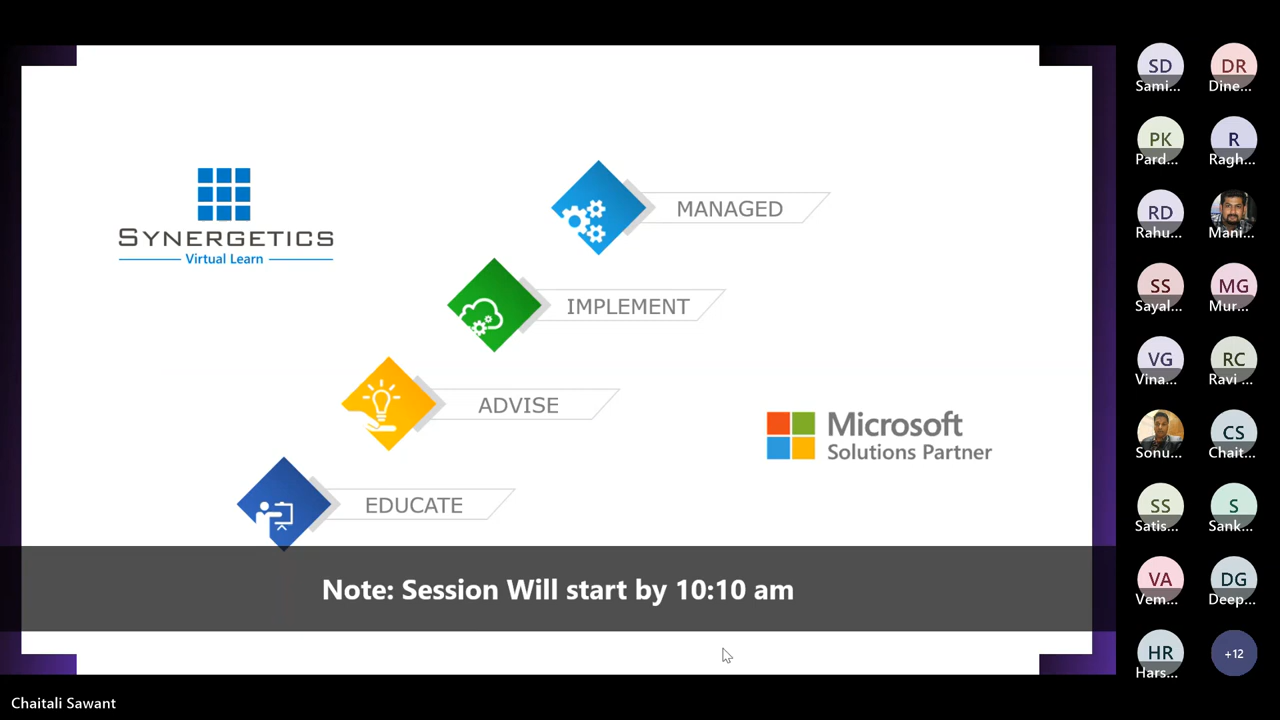 SYNERGETICS
Virtual Learn
MANAGED
IMPLEMENT
ADVISE
EDUCATE
Microsoft
Solutions Partner
Note: Session Will start by 10:10 am
Chaitali Sawant
SD
Sami...
DR
Dine...
PK
Pard...
R
Ragh...
RD
Rahu...
Mani...
SS
Sayal...
MG
Mur...
VG
Vina...
RC
Ravi ...
Sonu...
CS
Chait...
SS
Satis...
S
Sank...
VA
Vem...
DG
Deep...
HR
Hars...
+12